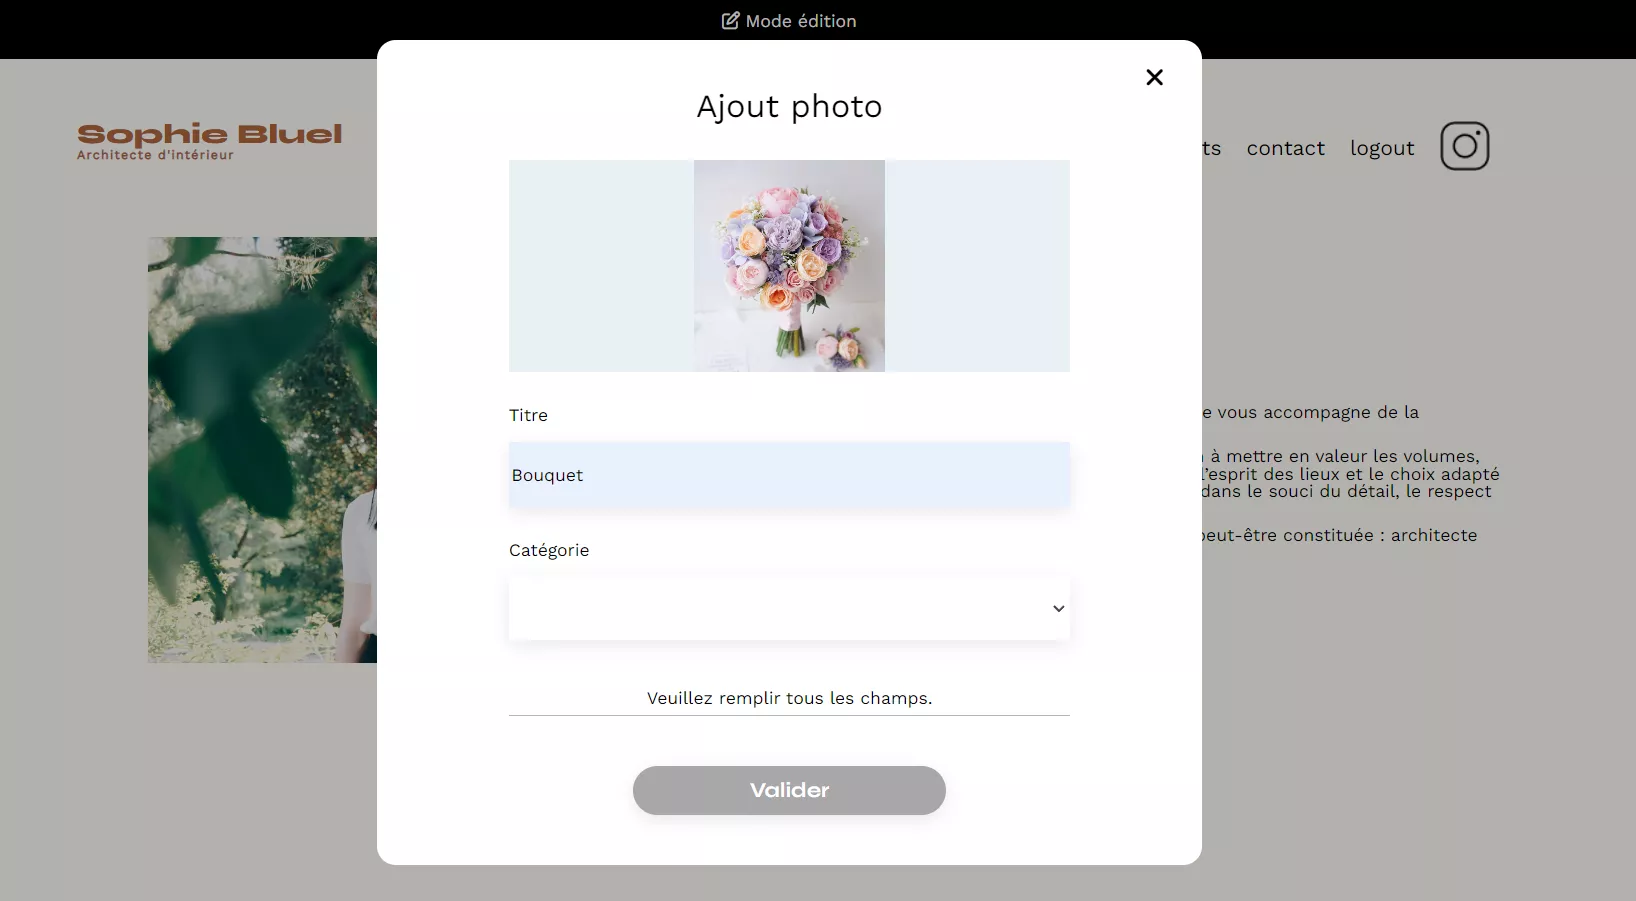 Mode édition
Ajout photo
Sophie Bluel
Architecte d'intérieur
contact
logout
Titre
Bouquet
Catégorie
Veuillez remplir tous les champs.
Valider
vous accompagne de la
à mettre en valeur les volumes,
l'esprit des lieux et le choix adapté
dans le souci du détail, le respect
peut-être constituée : architecte